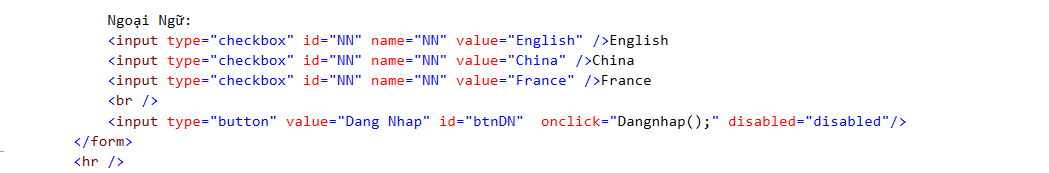 Ngoại Ngữ:
<input type="checkbox" id="NN" name="NN" value="English" />English
<input type="checkbox" id="NN" name="NN" value="China" />China
<input type="checkbox" id="NN" name="NN" value="France" />France
<br />
<input type="button" value="Dang Nhap" id="btnDN"  onclick="Dangnhap();" disabled="disabled"/>
</form>
<hr />